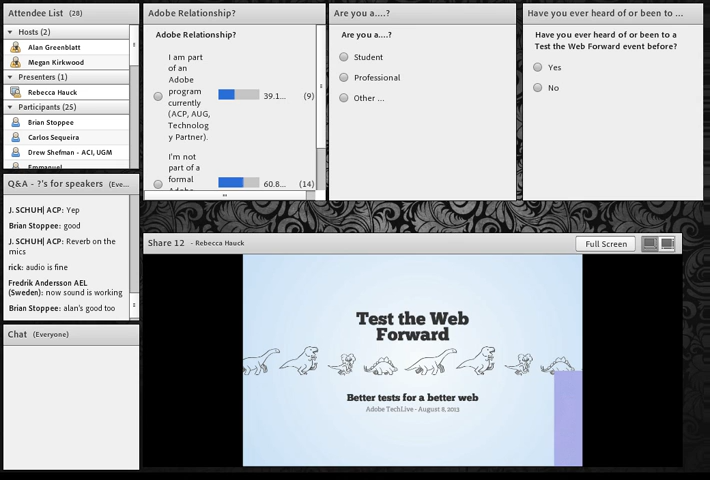 Attendee List (28)
Hosts (2)
Alan Greenblatt
Megan Kirkwood
Presenters (1)
Rebecca Hauck
Participants (25)
Brian Stoppee
Carlos Sequeira
Drew Shefman - ACI, UGM
Emmanuel
Q&A - ?'s for speakers (Eve...
J. SCHUH| ACP: Yep
Brian Stoppee: good
J. SCHUH| ACP: Reverb on the
mics
rick: audio is fine
Fredrik Andersson AEL
(Sweden): now sound is working
Brian Stoppee: alan's good too
Chat (Everyone)
Adobe Relationship?
Adobe Relationship?
I am part
of an
Adobe
program
currently
(ACP, AUG,
Technolog
y Partner).
39.1... (9)
I'm not
part of a
formal
Adobe
60.8... (14)
Are you a....?
Are you a....?
Student
Professional
Other ...
Have you ever heard of or been to ...
Have you ever heard of or been to a
Test the Web Forward event before?
Yes
No
Share 12 - Rebecca Hauck
Full Screen
Test the Web
Forward
Better tests for a better web
Adobe TechLive - August 8, 2013